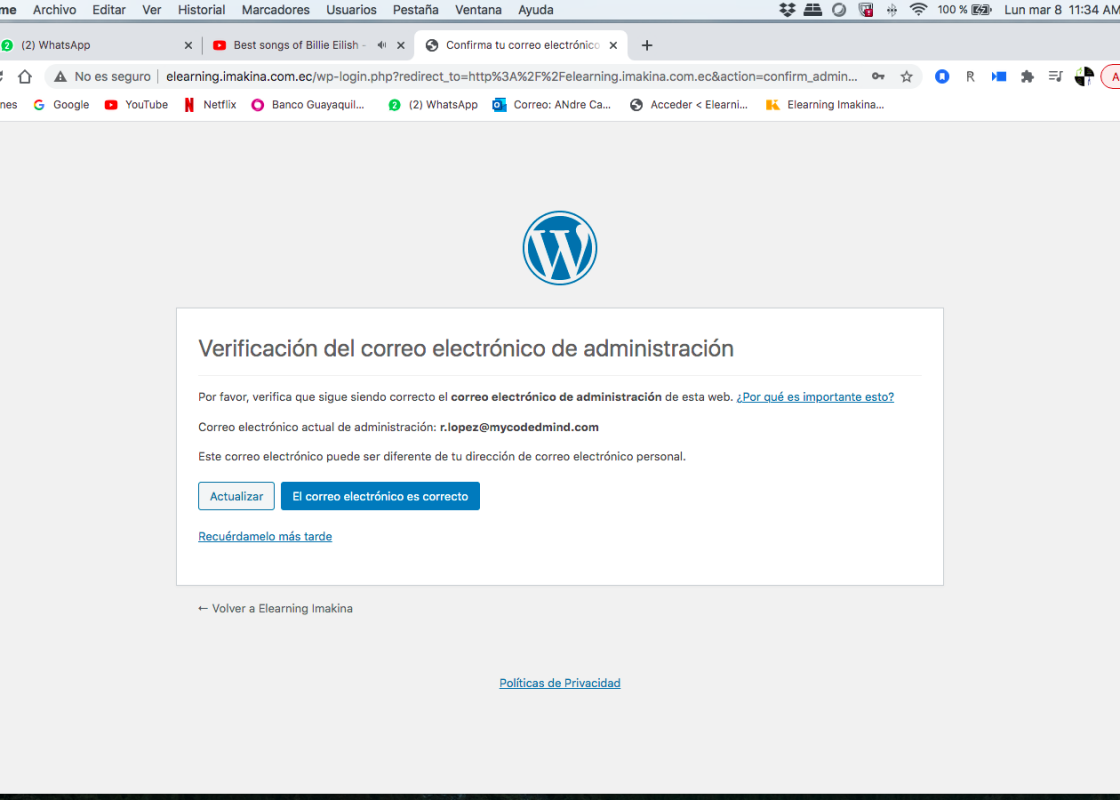 me Archivo Editar Ver Historial Marcadores Usuarios Pestaña Ventana Ayuda 100 % Lun mar 8 11:34 AM
2 (2) WhatsApp Best songs of Billie Eilish - Confirma tu correo electrónico
No es seguro elearning.imakina.com.ec/wp-login.php?redirect_to=http%3A%2F%2Felearning.imakina.com.ec&action=confirm_admin... R A
nes Google YouTube Netflix Banco Guayaquil... 2 (2) WhatsApp Correo: ANdre Ca... Acceder < Elearni... Elearning Imakina...
Verificación del correo electrónico de administración
Por favor, verifica que sigue siendo correcto el correo electrónico de administración de esta web. ¿Por qué es importante esto?
Correo electrónico actual de administración: r.lopez@mycodedmind.com
Este correo electrónico puede ser diferente de tu dirección de correo electrónico personal.
Actualizar El correo electrónico es correcto
Recuérdamelo más tarde
← Volver a Elearning Imakina
Políticas de Privacidad